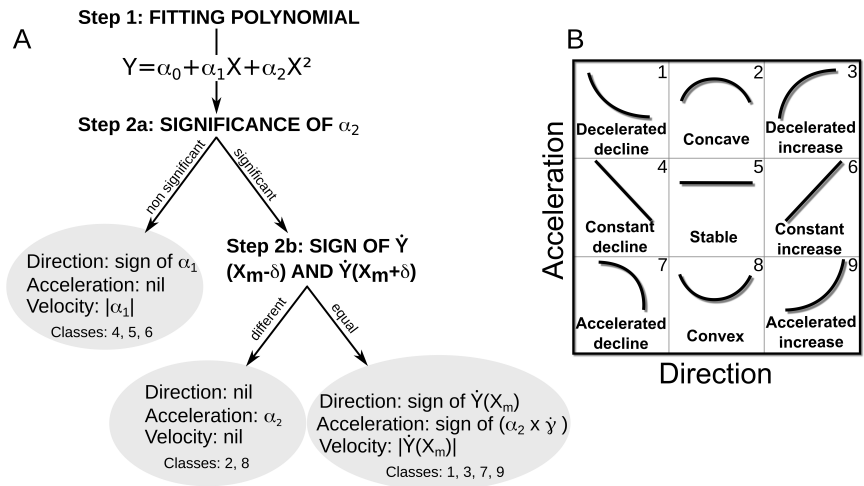 A
Step 1: FITTING POLYNOMIAL
Y=α₀+α₁X+α₂X²
Step 2a: SIGNIFICANCE OF α₂
non significant
significant
Direction: sign of α₁
Acceleration: nil
Velocity: |α₁|
Classes: 4, 5, 6
Step 2b: SIGN OF Ẏ
(Xm-δ) AND Ẏ(Xm+δ)
different
equal
Direction: nil
Acceleration: α₂
Velocity: nil
Classes: 2, 8
Direction: sign of Ẏ(Xₘ)
Acceleration: sign of (α₂ x γ̇ )
Velocity: |Ẏ(Xₘ)|
Classes: 1, 3, 7, 9
B
Acceleration
1
Decelerated
decline
2
Concave
3
Decelerated
increase
4
Constant
decline
5
Stable
6
Constant
increase
7
Accelerated
decline
8
Convex
9
Accelerated
increase
Direction